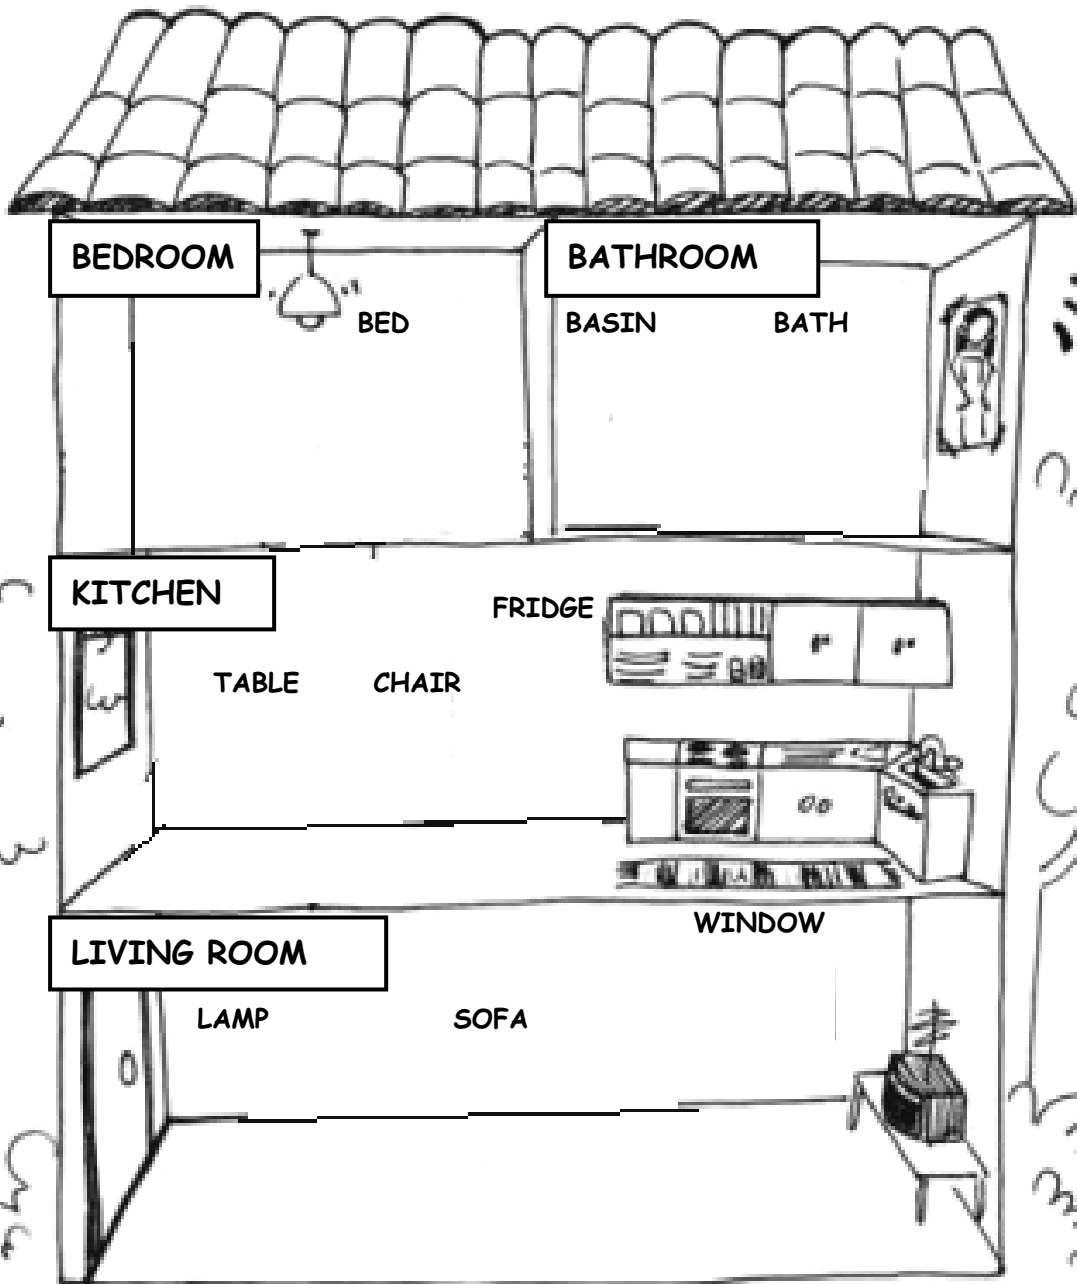 BEDROOM
BATHROOM
BED
BASIN
BATH
KITCHEN
FRIDGE
TABLE
CHAIR
WINDOW
LIVING ROOM
LAMP
SOFA